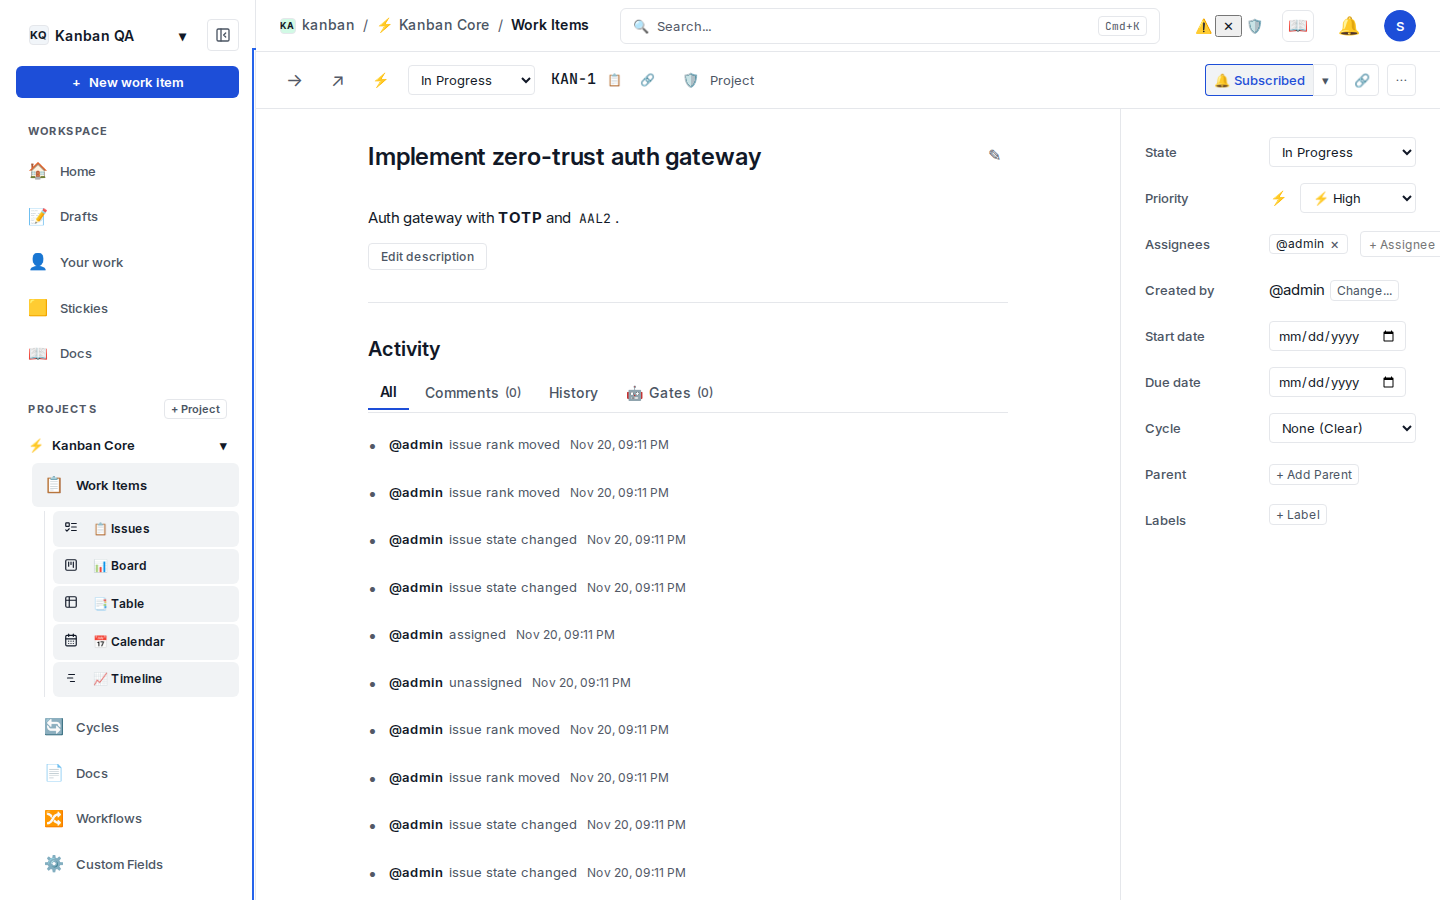 KQ Kanban QA ▾
+ New work item
WORKSPACE
Home
Drafts
Your work
Stickies
Docs
PROJECTS + Project
Kanban Core ▾
Work Items
Issues
Board
Table
Calendar
Timeline
Cycles
Docs
Workflows
Custom Fields
KA kanban / ⚡ Kanban Core / Work Items
Search... Cmd+K
S
In Progress KAN-1 Project
Subscribed ▾ ...
Implement zero-trust auth gateway
Auth gateway with TOTP and AAL2 .
Edit description
Activity
All Comments (0) History Gates (0)
• @admin issue rank moved Nov 20, 09:11 PM
• @admin issue rank moved Nov 20, 09:11 PM
• @admin issue state changed Nov 20, 09:11 PM
• @admin issue state changed Nov 20, 09:11 PM
• @admin assigned Nov 20, 09:11 PM
• @admin unassigned Nov 20, 09:11 PM
• @admin issue rank moved Nov 20, 09:11 PM
• @admin issue rank moved Nov 20, 09:11 PM
• @admin issue state changed Nov 20, 09:11 PM
• @admin issue state changed Nov 20, 09:11 PM
State In Progress
Priority ⚡ ⚡ High
Assignees @admin × + Assignee
Created by @admin Change...
Start date mm/dd/yyyy
Due date mm/dd/yyyy
Cycle None (Clear)
Parent + Add Parent
Labels + Label